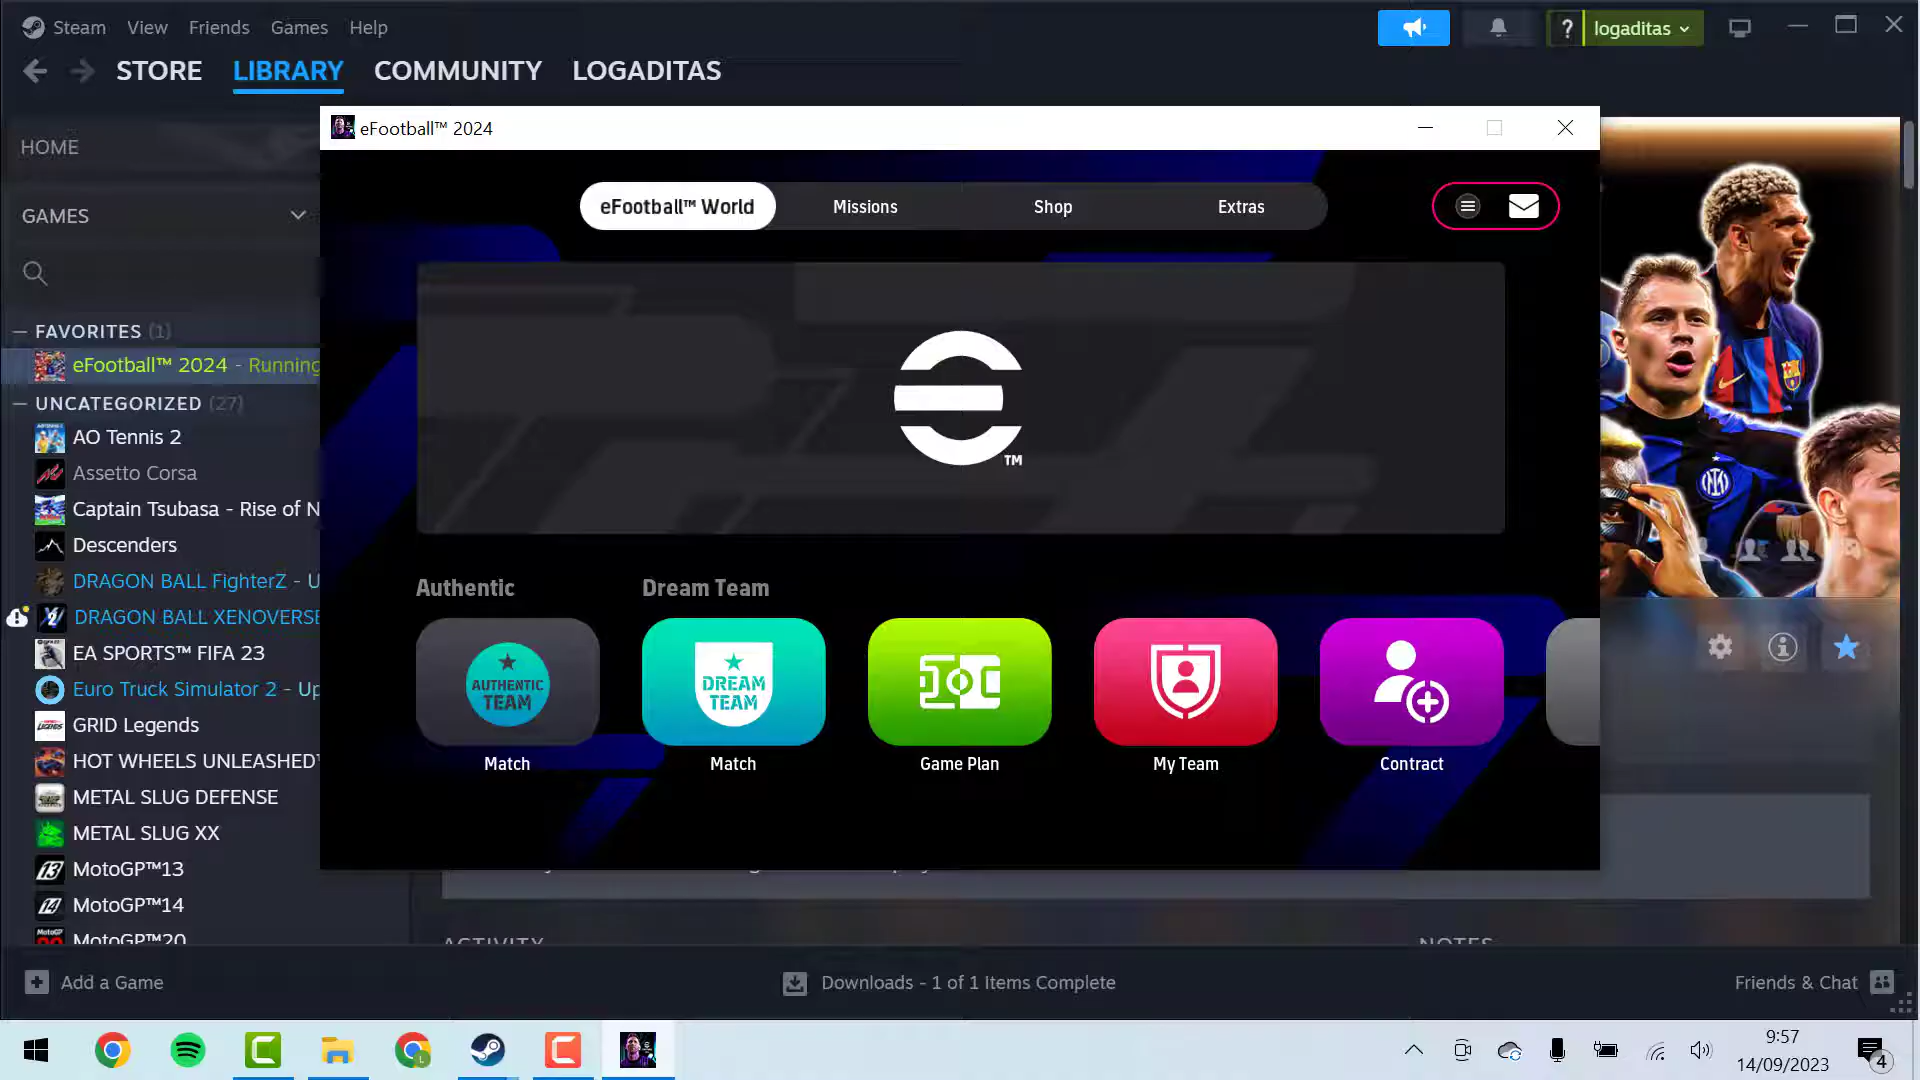 Steam View Friends Games Help
? logaditas
STORE LIBRARY COMMUNITY LOGADITAS
eFootball™ 2024
HOME
eFootball™ World Missions Shop Extras
GAMES
FAVORITES (1)
eFootball™ 2024 - Running
UNCATEGORIZED (27)
AO Tennis 2
Assetto Corsa
Captain Tsubasa - Rise of N
Descenders
DRAGON BALL FighterZ - U
DRAGON BALL XENOVERSE
EA SPORTS™ FIFA 23
Euro Truck Simulator 2 - Up
GRID Legends
HOT WHEELS UNLEASHED™
METAL SLUG DEFENSE
METAL SLUG XX
MotoGP™13
MotoGP™14
MotoGP™20
TM
Authentic Dream Team
AUTHENTIC
TEAM
DREAM
TEAM
Match Match Game Plan My Team Contract
ACTIVITY NOTES
Add a Game Downloads - 1 of 1 Items Complete Friends & Chat
9:57
14/09/2023
4